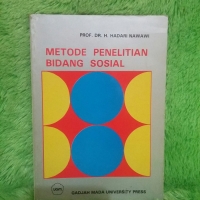 PROF. DR. H. HADARI NAWAWI
METODE PENELITIAN
BIDANG SOSIAL
GADJAH MADA UNIVERSITY PRESS